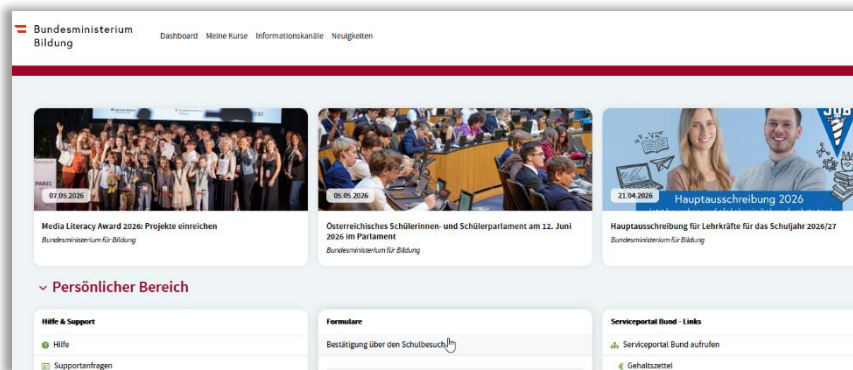 Bundesministerium
Bildung
Dashboard Meine Kurse Informationskanäle Neuigkeiten
PANIC
07.05.2026
Media Literacy Award 2026: Projekte einreichen
Bundesministerium für Bildung
05.05.2026
Österreichisches Schülerinnen- und Schülerparlament am 12. Juni
2026 im Parlament
Bundesministerium für Bildung
JOB
21.04.2026
Hauptausschreibung 2026
Hauptausschreibung für Lehrkräfte für das Schuljahr 2026/27
Bundesministerium für Bildung
Persönlicher Bereich
Hilfe & Support
Hilfe
Supportanfragen
Formulare
Bestätigung über den Schulbesuch
Serviceportal Bund - Links
Serviceportal Bund aufrufen
Gehaltszettel